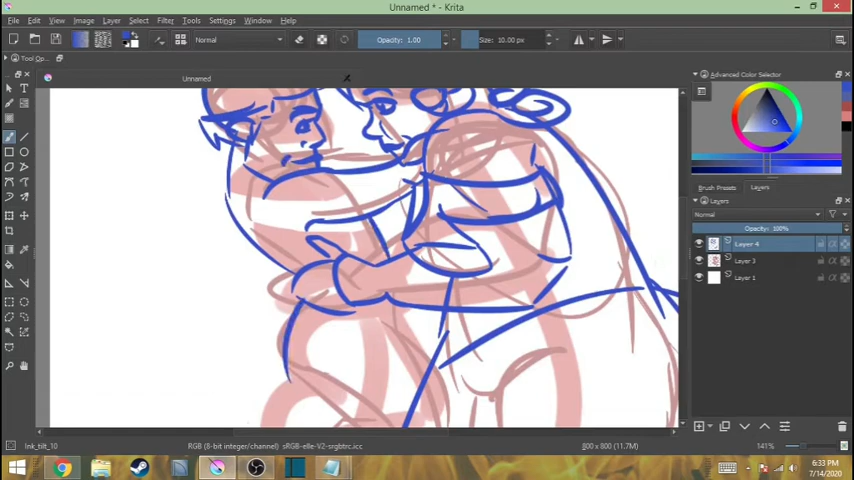 Unnamed * - Krita
File Edit View Image Layer Select Filter Tools Settings Window Help
Normal Opacity: 1.00 Size: 10.00 px
Tool Op...
Unnamed
Advanced Color Selector
Brush Presets Layers
Layers
Normal
Opacity: 100%
Layer 4
Layer 3
Layer 1
Ink_tilt_10 RGB (8-bit integer/channel) sRGB-elle-V2-srgbtrc.icc 800 x 800 (11.7M) 141%
6:33 PM
7/14/2020